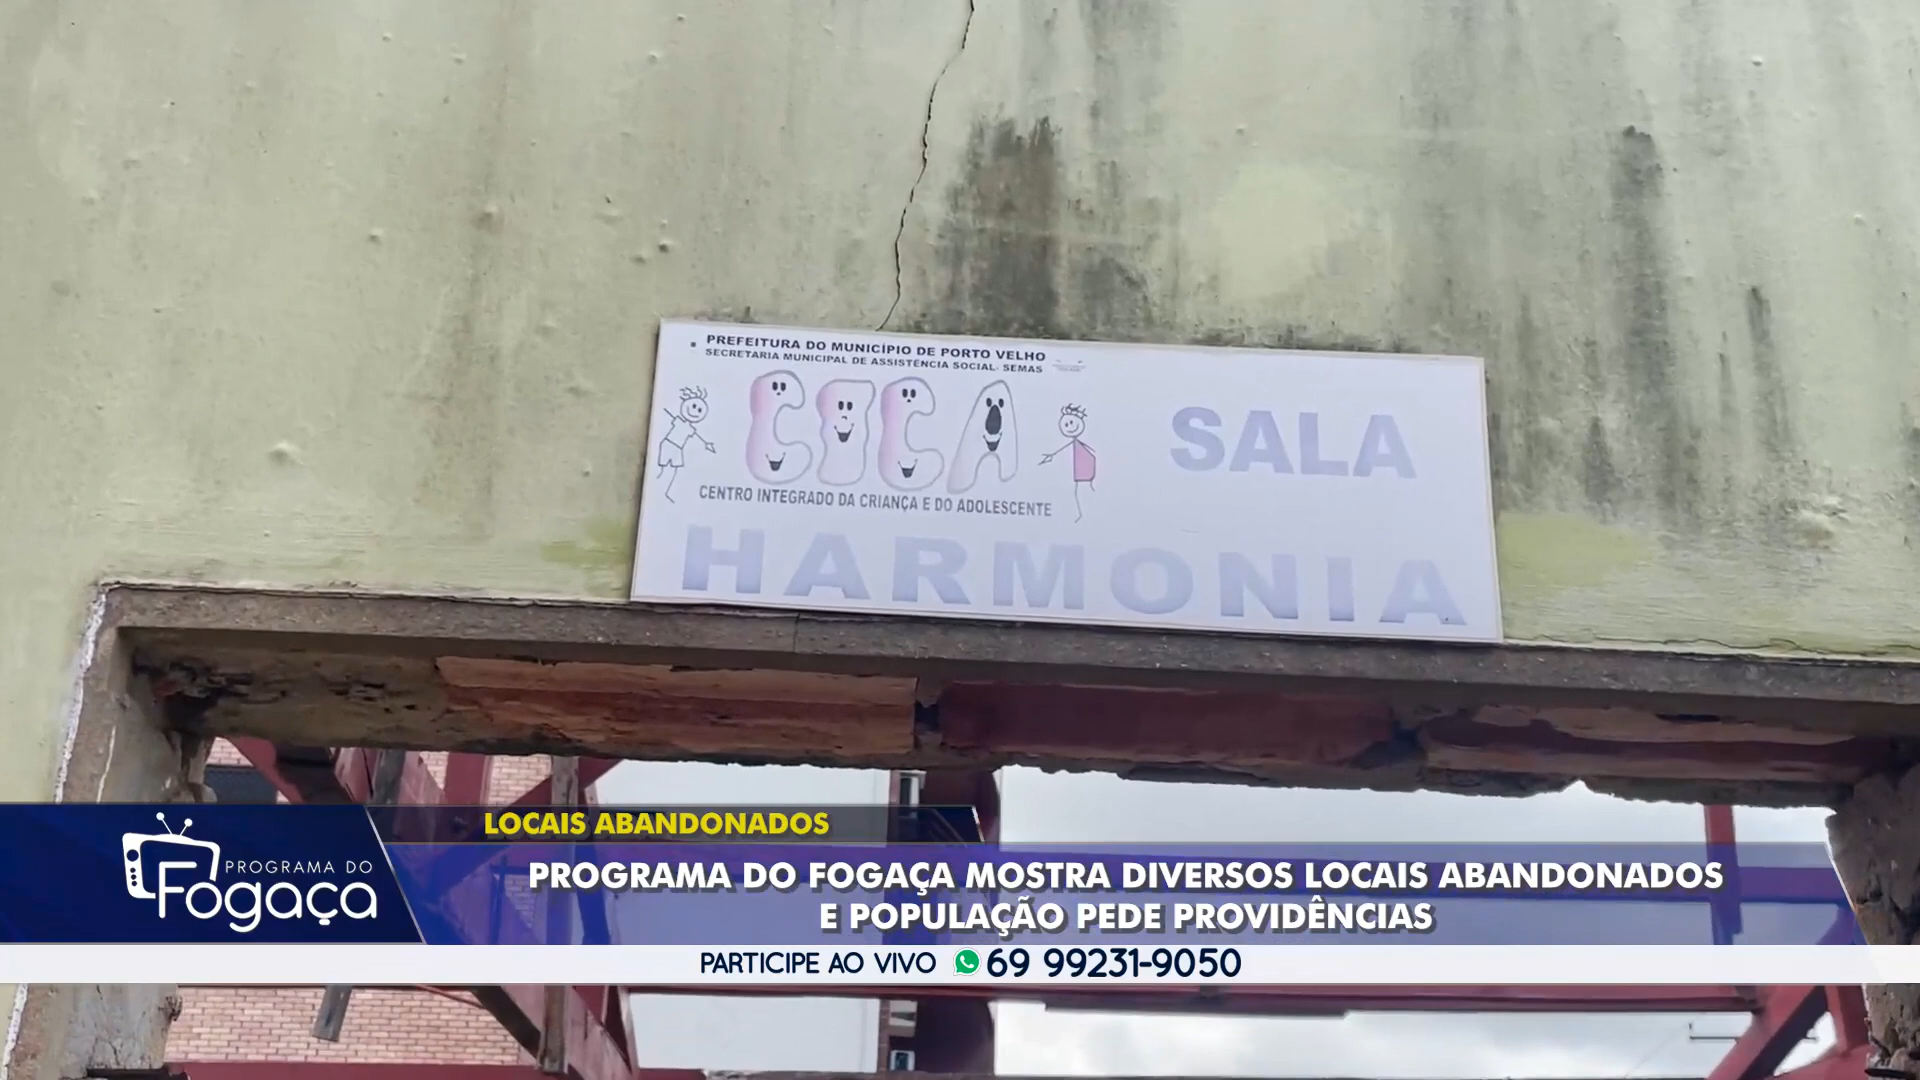 PREFEITURA DO MUNICÍPIO DE PORTO VELHO
SECRETARIA MUNICIPAL DE ASSISTÊNCIA SOCIAL- SEMAS
CICA
SALA
CENTRO INTEGRADO DA CRIANÇA E DO ADOLESCENTE
HARMONIA
LOCAIS ABANDONADOS
PROGRAMA DO
Fogaça
PROGRAMA DO FOGAÇA MOSTRA DIVERSOS LOCAIS ABANDONADOS
E POPULAÇÃO PEDE PROVIDÊNCIAS
PARTICIPE AO VIVO 69 99231-9050